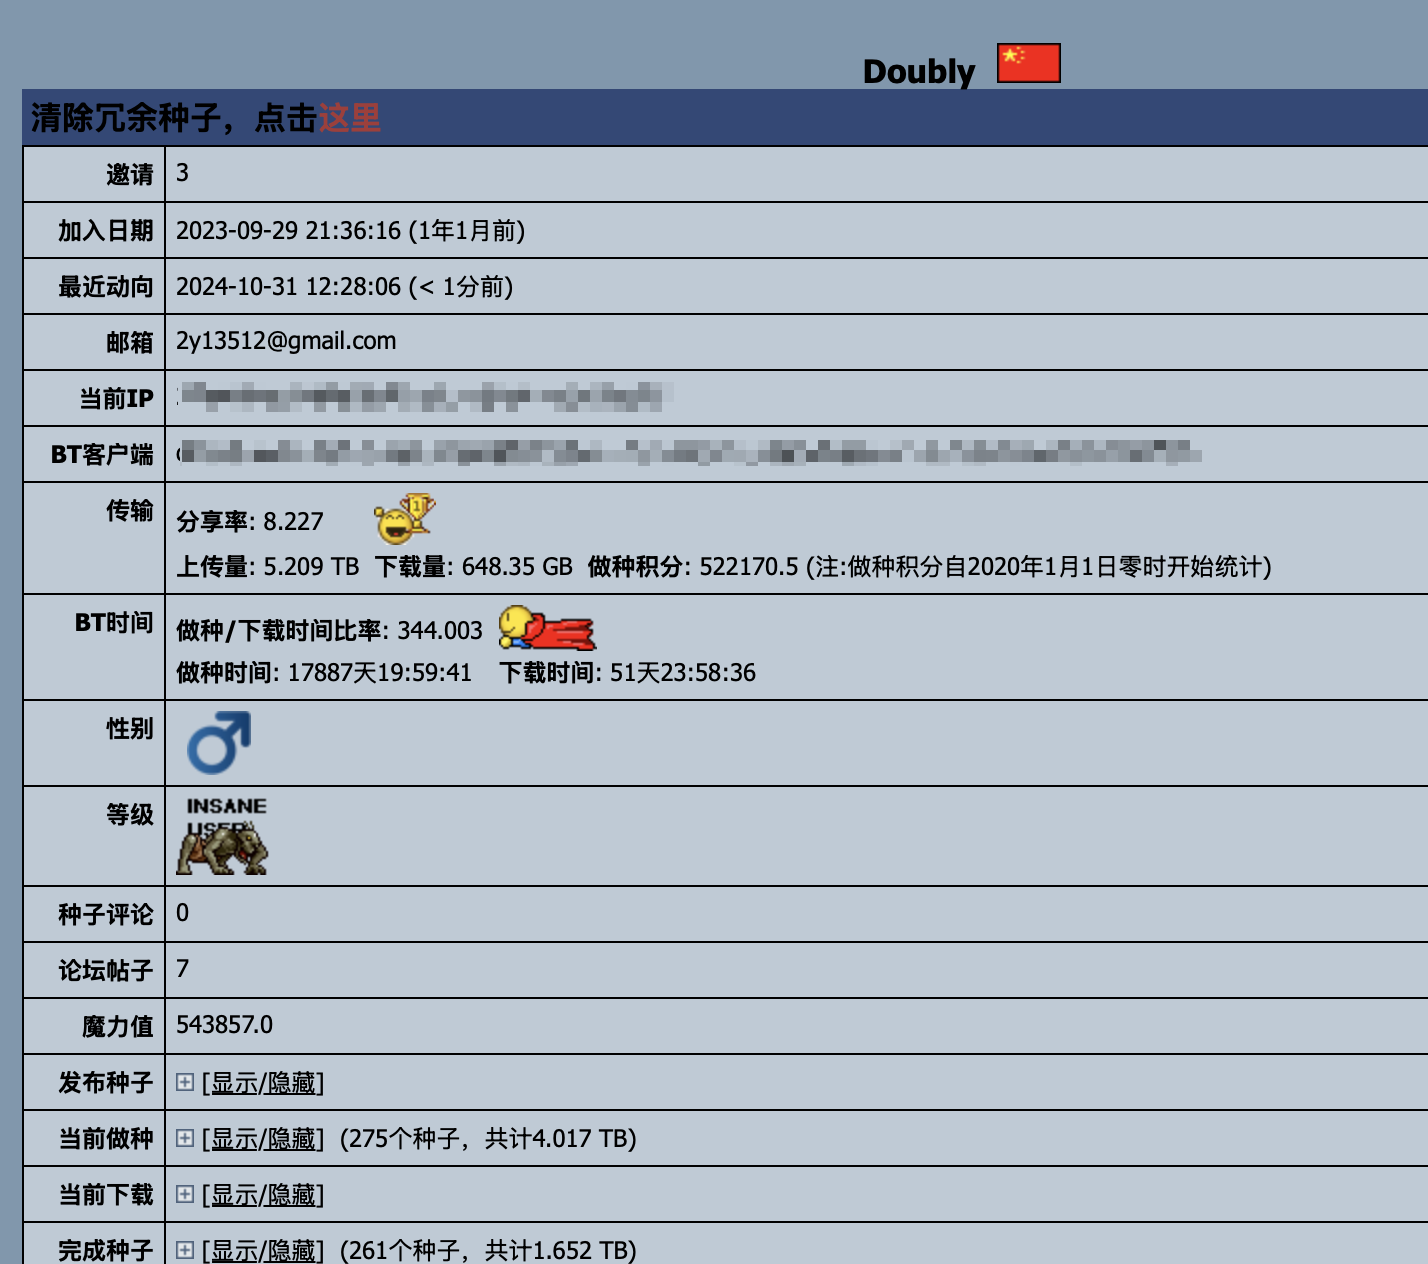 Doubly
清除冗余种子，点击这里
邀请 3
加入日期 2023-09-29 21:36:16 (1年1月前)
最近动向 2024-10-31 12:28:06 (< 1分前)
邮箱 2y13512@gmail.com
当前IP
BT客户端
传输 分享率: 8.227
上传量: 5.209 TB 下载量: 648.35 GB 做种积分: 522170.5 (注:做种积分自2020年1月1日零时开始统计)
BT时间 做种/下载时间比率: 344.003
做种时间: 17887天19:59:41 下载时间: 51天23:58:36
性别
等级 INSANE
USER
种子评论 0
论坛帖子 7
魔力值 543857.0
发布种子 [显示/隐藏]
当前做种 [显示/隐藏] (275个种子，共计4.017 TB)
当前下载 [显示/隐藏]
完成种子 [显示/隐藏] (261个种子，共计1.652 TB)